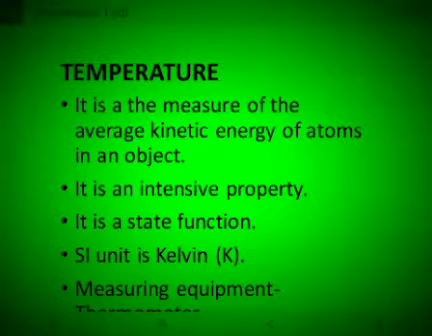 TEMPERATURE
• It is a the measure of the
average kinetic energy of atoms
in an object.
• It is an intensive property.
• It is a state function.
• SI unit is Kelvin (K).
• Measuring equipment-
Thermometer